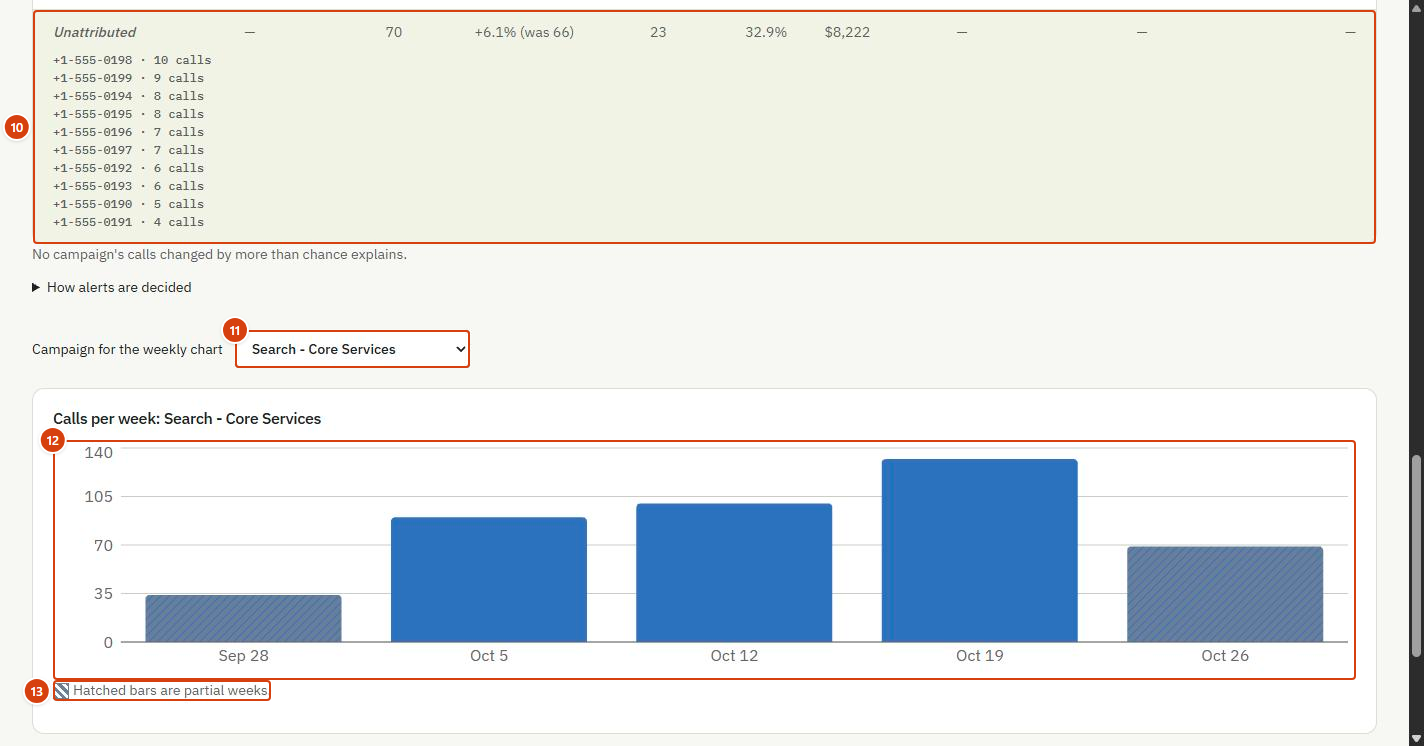 Unattributed — 70 +6.1% (was 66) 23 32.9% $8,222 — — —
+1-555-0198 · 10 calls
+1-555-0199 · 9 calls
+1-555-0194 · 8 calls
+1-555-0195 · 8 calls
10
+1-555-0196 · 7 calls
+1-555-0197 · 7 calls
+1-555-0192 · 6 calls
+1-555-0193 · 6 calls
+1-555-0190 · 5 calls
+1-555-0191 · 4 calls
No campaign's calls changed by more than chance explains.
How alerts are decided
11
Campaign for the weekly chart Search - Core Services
Calls per week: Search - Core Services
12
140
105
70
35
0
Sep 28 Oct 5 Oct 12 Oct 19 Oct 26
13 Hatched bars are partial weeks